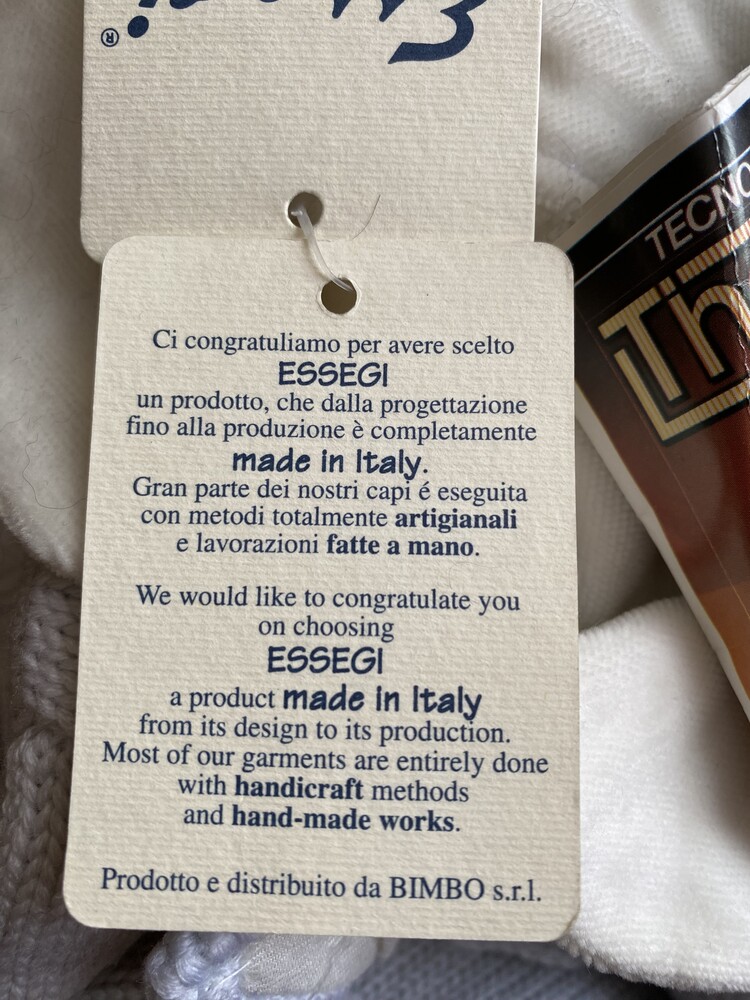 ®
Ci congratuliamo per avere scelto
ESSEGI
un prodotto, che dalla progettazione
fino alla produzione è completamente
made in Italy.
Gran parte dei nostri capi é eseguita
con metodi totalmente artigianali
e lavorazioni fatte a mano.
We would like to congratulate you
on choosing
ESSEGI
a product made in Italy
from its design to its production.
Most of our garments are entirely done
with handicraft methods
and hand-made works.
Prodotto e distribuito da BIMBO s.r.l.
TECNO
Th